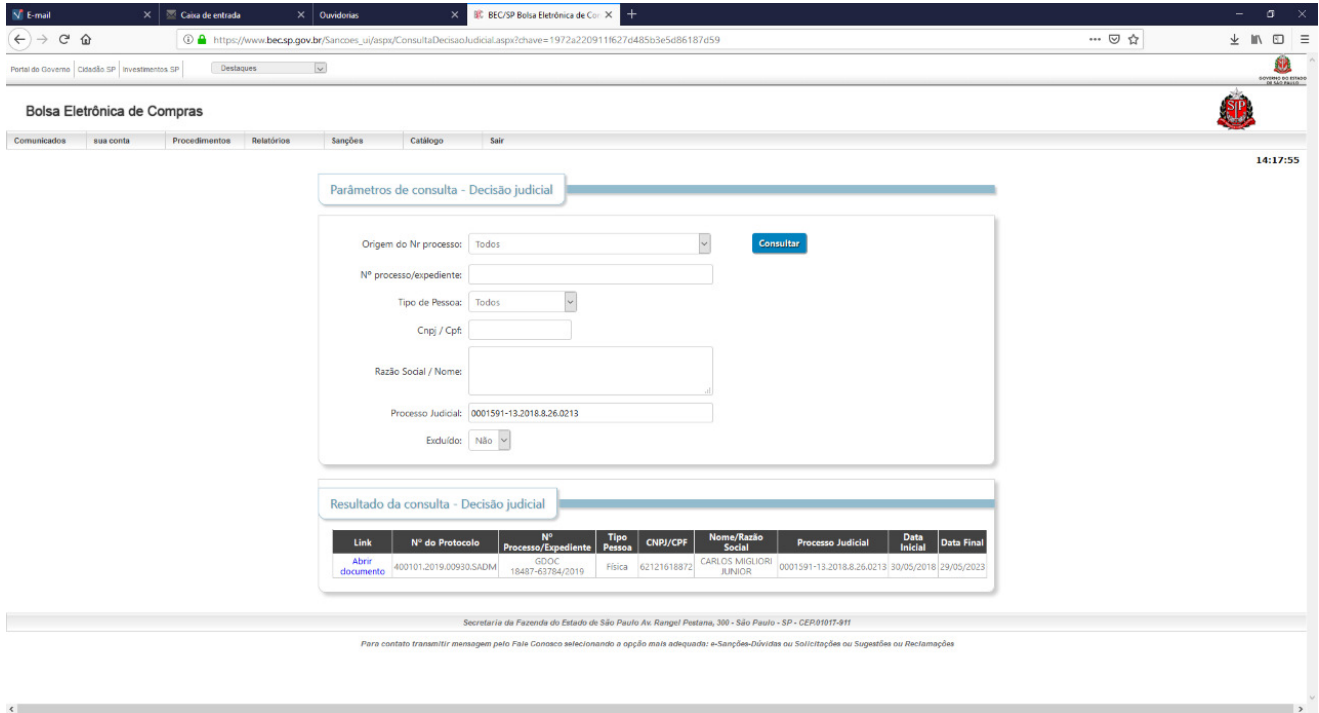 E-mail
Caixa de entrada
Ouvidorias
BEC/SP Bolsa Eletrônica de Con
https://www.bec.sp.gov.br/Sancoes_ui/aspx/ConsultaDecisaoJudicial.aspx?chave=1972a220911f627d485b3e5d86187d59
Portal do Governo Cidadão.SP Investimentos.SP Destaques
GOVERNO DO ESTADO
DE SÃO PAULO
Bolsa Eletrônica de Compras
Comunicados sua conta Procedimentos Relatórios Sanções Catálogo Sair
14:17:55
Parâmetros de consulta - Decisão judicial
Origem do Nr processo: Todos Consultar
Nº processo/expediente:
Tipo de Pessoa: Todos
Cnpj / Cpf:
Razão Social / Nome:
Processo Judicial: 0001591-13.2018.8.26.0213
Excluído: Não
Resultado da consulta - Decisão judicial
Link Nº do Protocolo Nº Processo/Expediente Tipo Pessoa CNPJ/CPF Nome/Razão Social Processo Judicial Data Inicial Data Final
Abrir documento 400101.2019.00930.SADM GDOC 18487-63784/2019 Física 62121618872 CARLOS MIGLIORI JUNIOR 0001591-13.2018.8.26.0213 30/05/2018 29/05/2023
Secretaria da Fazenda do Estado de São Paulo Av. Rangel Pestana, 300 - São Paulo - SP - CEP.01017-911
Para contato transmitir mensagem pelo Fale Conosco selecionando a opção mais adequada: e-Sanções-Dúvidas ou Solicitações ou Sugestões ou Reclamações